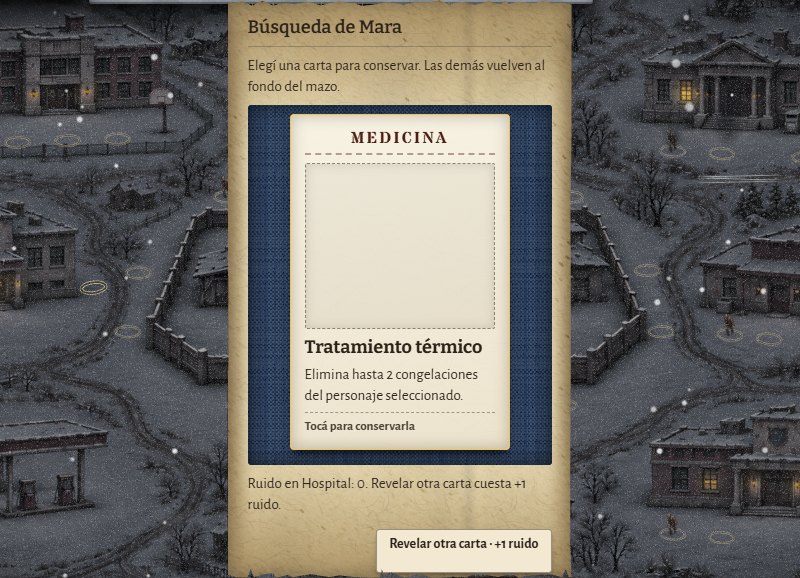 Búsqueda de Mara
Elegí una carta para conservar. Las demás vuelven al
fondo del mazo.
MEDICINA
Tratamiento térmico
Elimina hasta 2 congelaciones
del personaje seleccionado.
Tocá para conservarla
Ruido en Hospital: 0. Revelar otra carta cuesta +1
ruido.
Revelar otra carta · +1 ruido